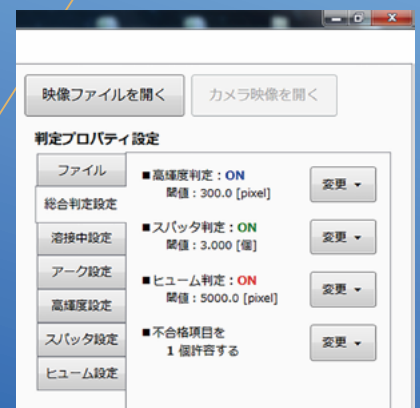 映像ファイルを開く
カメラ映像を開く
判定プロパティ設定
ファイル
総合判定設定
溶接中設定
アーク設定
高輝度設定
スパッタ設定
ヒューム設定
■高輝度判定：ON
閾値：300.0 [pixel]
変更
■スパッタ判定：ON
閾値：3.000 [個]
変更
■ヒューム判定：ON
閾値：5000.0 [pixel]
変更
■不合格項目を
1 個許容する
変更